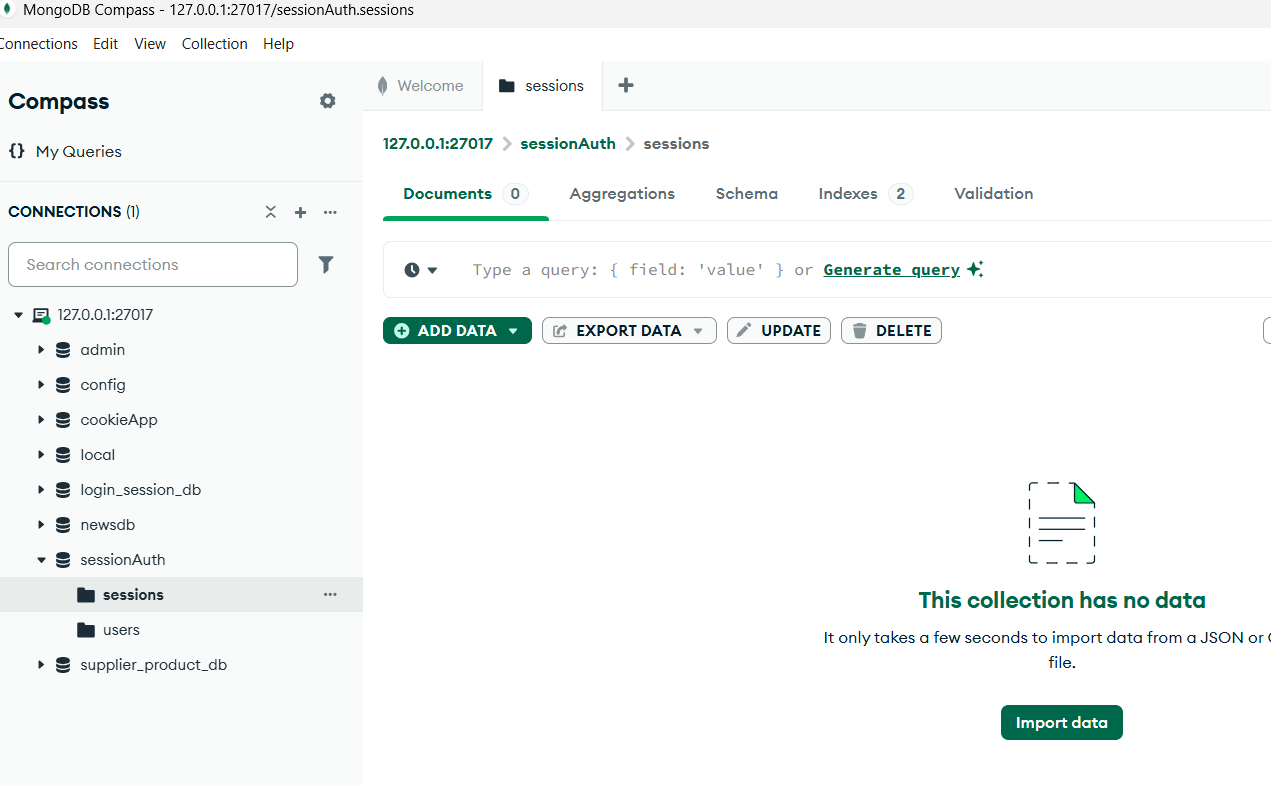 MongoDB Compass - 127.0.0.1:27017/sessionAuth.sessions
Connections Edit View Collection Help
Compass
My Queries
CONNECTIONS (1)
Search connections
127.0.0.1:27017
admin
config
cookieApp
local
login_session_db
newsdb
sessionAuth
sessions
users
supplier_product_db
Welcome sessions
127.0.0.1:27017 sessionAuth sessions
Documents 0 Aggregations Schema Indexes 2 Validation
Type a query: { field: 'value' } or Generate query
ADD DATA EXPORT DATA UPDATE DELETE
This collection has no data
It only takes a few seconds to import data from a JSON or
file.
Import data